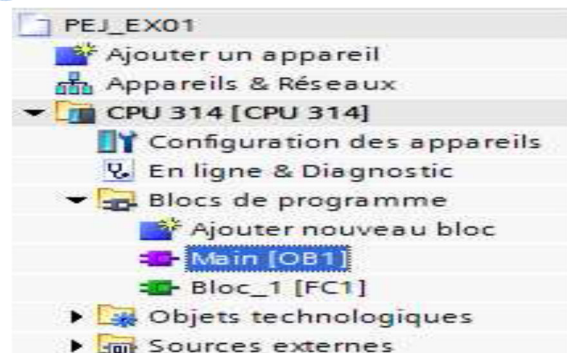 PEJ_EX01
Ajouter un appareil
Appareils & Réseaux
CPU 314 [CPU 314]
Configuration des appareils
En ligne & Diagnostic
Blocs de programme
Ajouter nouveau bloc
Main [OB1]
Bloc_1 [FC1]
Objets technologiques
Sources externes